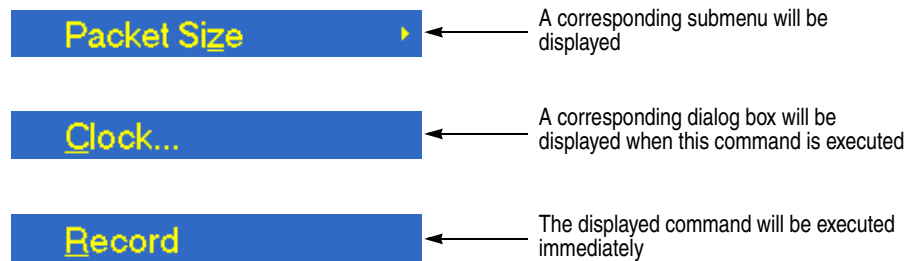 Packet Size
A corresponding submenu will be
displayed
Clock...
A corresponding dialog box will be
displayed when this command is executed
Record
The displayed command will be executed
immediately